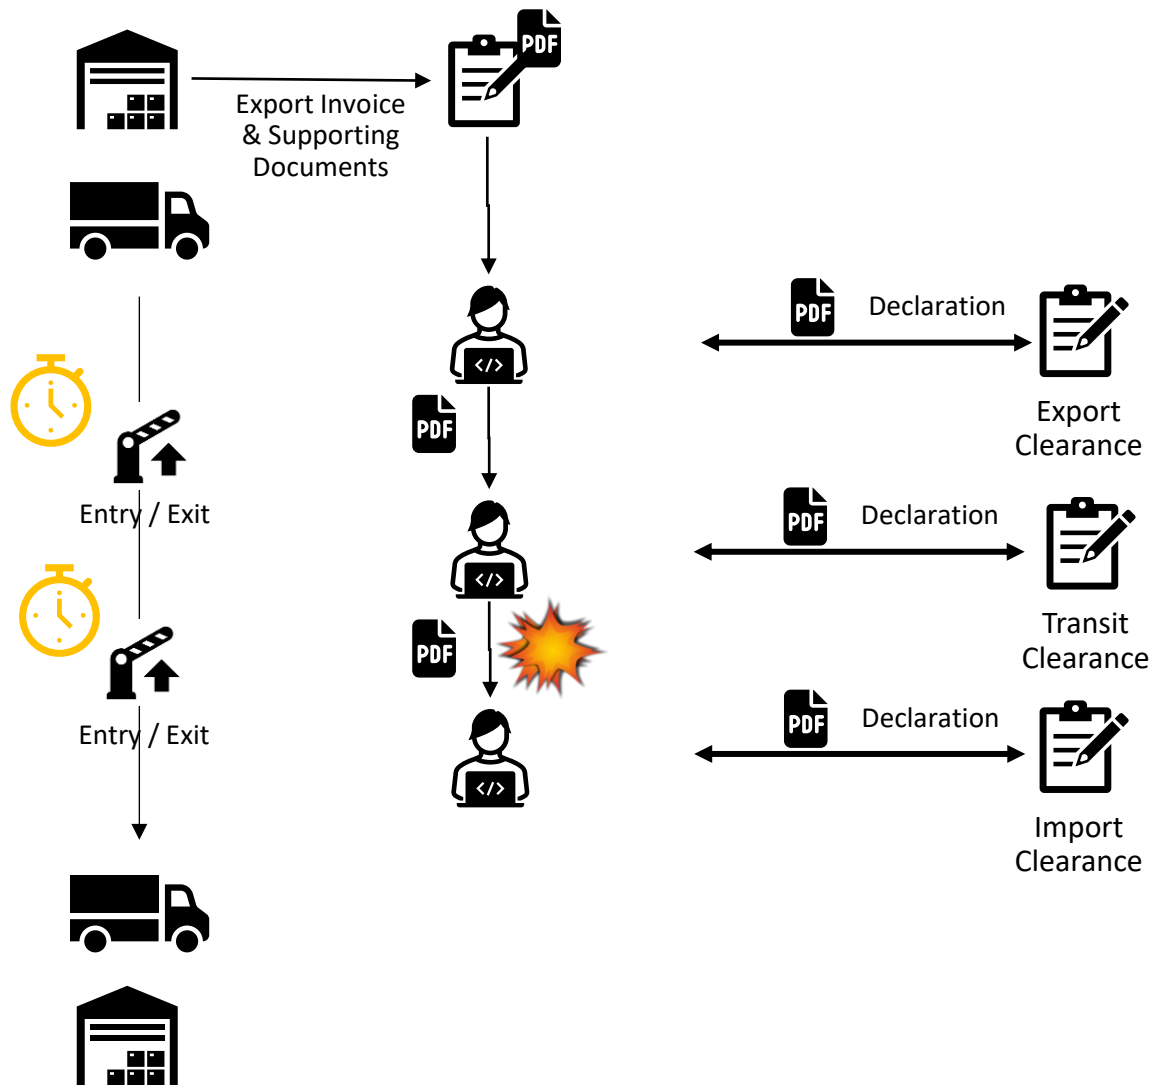 PDF
Export Invoice
& Supporting
Documents
PDF
Declaration
</>
Export
Clearance
PDF
Entry / Exit
PDF
Declaration
</>
Transit
Clearance
PDF
Entry / Exit
PDF
Declaration
</>
Import
Clearance